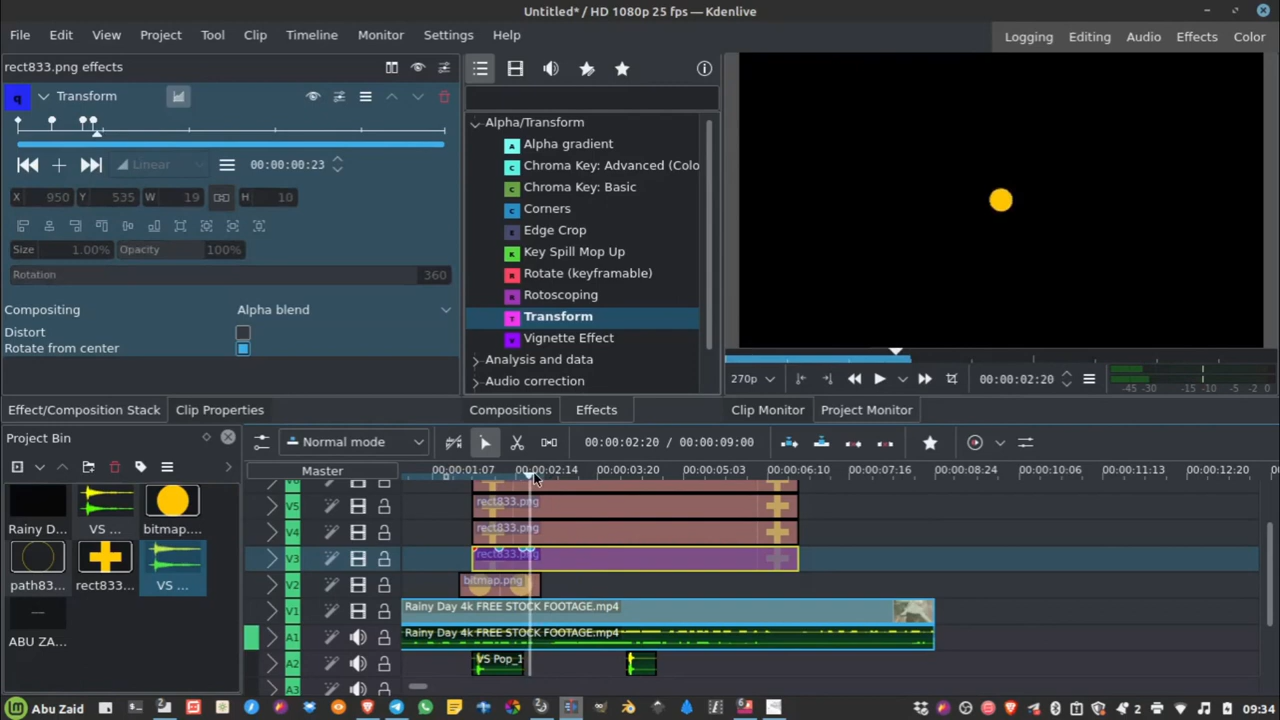 Untitled* / HD 1080p 25 fps — Kdenlive
File Edit View Project Tool Clip Timeline Monitor Settings Help
Logging Editing Audio Effects Color
rect833.png effects
q Transform
Linear 00:00:00:23
X 950 Y 535 W 19 H 10
Size 1.00% Opacity 100%
Rotation 360
Compositing Alpha blend
Distort
Rotate from center
Effect/Composition Stack Clip Properties
Alpha/Transform
A Alpha gradient
C Chroma Key: Advanced (Colo
C Chroma Key: Basic
C Corners
E Edge Crop
K Key Spill Mop Up
R Rotate (keyframable)
R Rotoscoping
T Transform
V Vignette Effect
Analysis and data
Audio correction
Compositions Effects
270p 00:00:02:20
-45 -30 -20 -15 -10 -5 -2 0
Clip Monitor Project Monitor
Project Bin
Rainy D... VS ... bitmap....
path83... rect833... VS ...
ABU ZA...
Normal mode 00:00:02:20 / 00:00:09:00
Master 00:00:01:07 00:00:02:14 00:00:03:20 00:00:05:03 00:00:06:10 00:00:07:16 00:00:08:24 00:00:10:06 00:00:11:13 00:00:12:20
V5 rect833.png
V4 rect833.png
V3 rect833.png
V2 bitmap.png
V1 Rainy Day 4k FREE STOCK FOOTAGE.mp4
A1 Rainy Day 4k FREE STOCK FOOTAGE.mp4
A2 VS Pop_1
A3
Abu Zaid 2 09:34